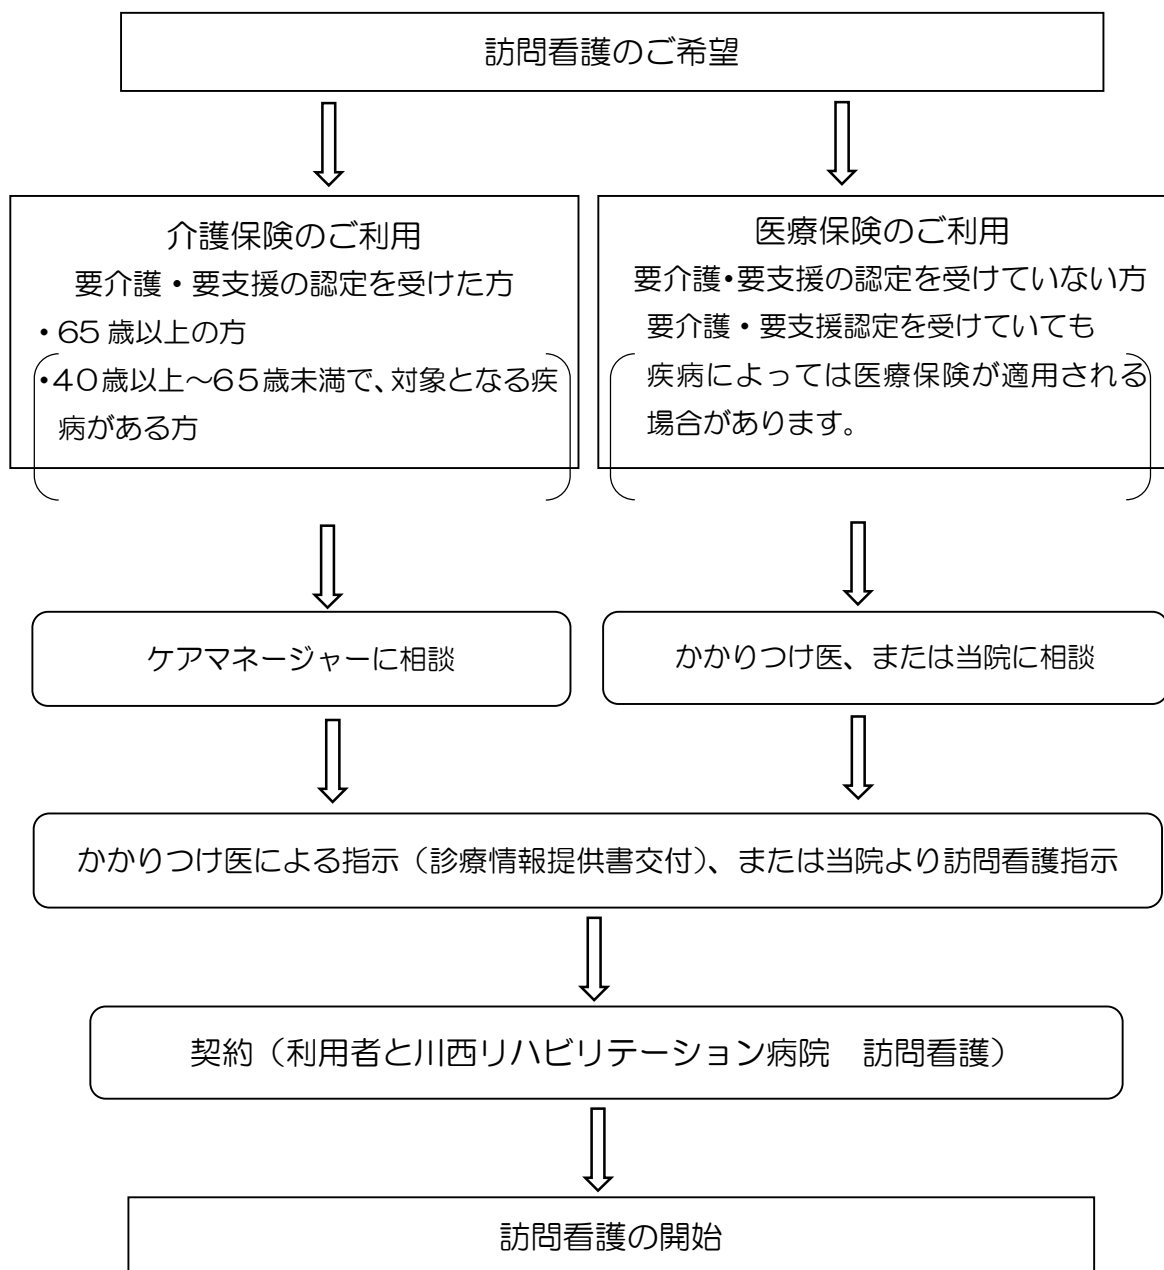 訪問看護のご希望
介護保険のご利用
要介護・要支援の認定を受けた方
・65歳以上の方
・40歳以上~65歳未満で、対象となる疾
病がある方
医療保険のご利用
要介護・要支援の認定を受けていない方
要介護・要支援認定を受けていても
疾病によっては医療保険が適用される
場合があります。
ケアマネージャーに相談
かかりつけ医、または当院に相談
かかりつけ医による指示(診療情報提供書交付)、または当院より訪問看護指示
契約(利用者と川西リハビリテーション病院 訪問看護)
訪問看護の開始